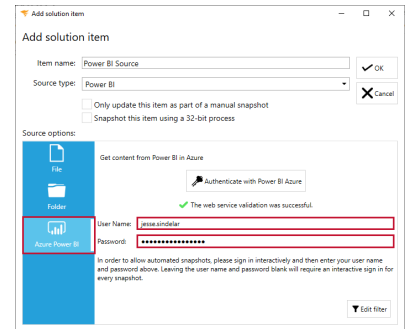 Add solution item
Add solution item
Item name: Power BI Source
OK
Source type: Power BI
Cancel
Only update this item as part of a manual snapshot
Snapshot this item using a 32-bit process
Source options:
File
Folder
Azure Power BI
Get content from Power BI in Azure
Authenticate with Power BI Azure
The web service validation was successful.
User Name: jesse.sindelar
Password: ••••••••••••••••
In order to allow automated snapshots, please sign in interactively and then enter your user name
and password above. Leaving the user name and password blank will require an interactive sign in for
every snapshot.
Edit filter